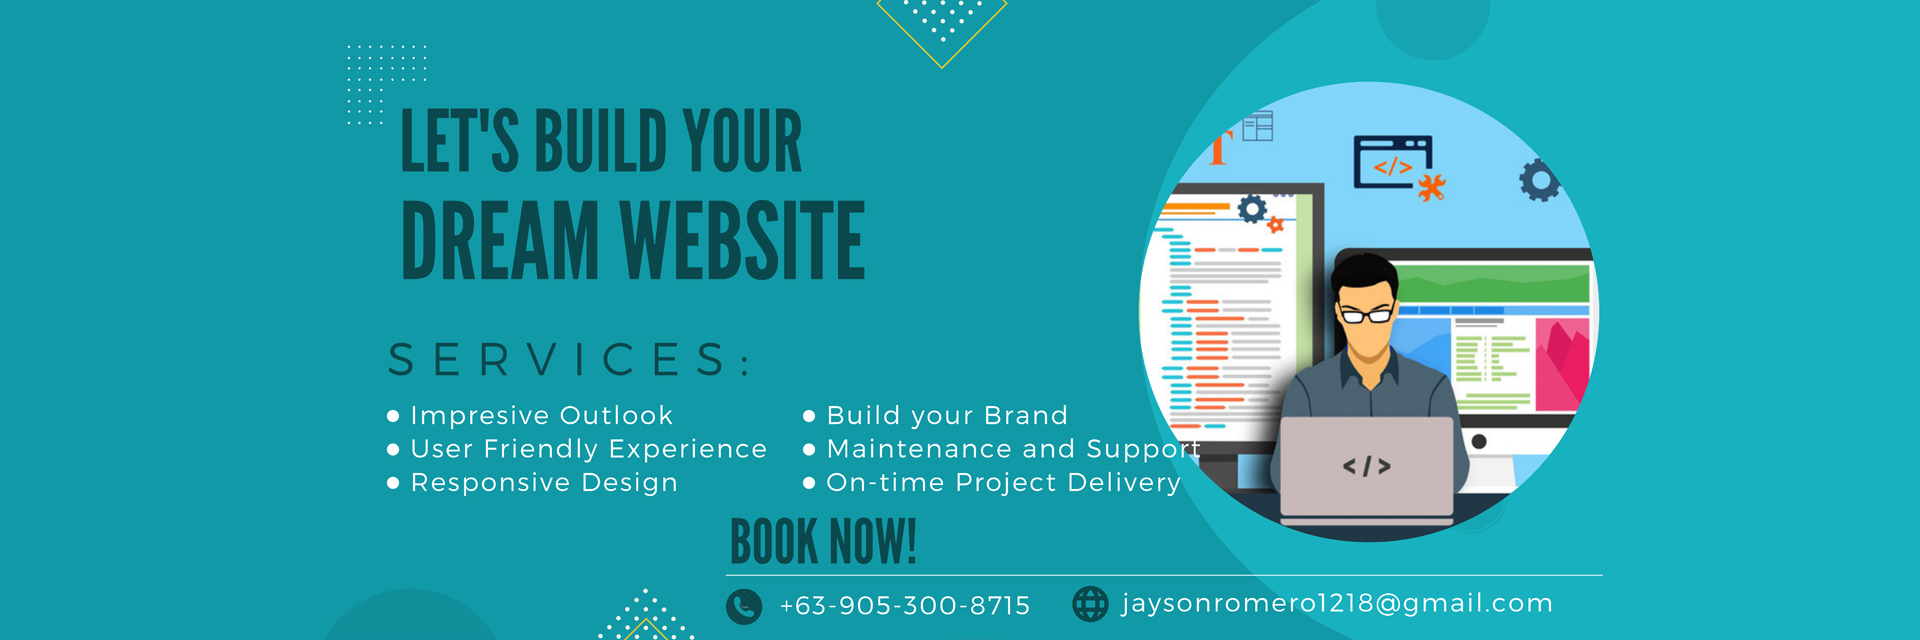 LET'S BUILD YOUR
DREAM WEBSITE
SERVICES:
Impresive Outlook
User Friendly Experience
Responsive Design
Build your Brand
Maintenance and Support
On-time Project Delivery
BOOK NOW!
+63-905-300-8715
jaysonromero1218@gmail.com
T
</>
</>